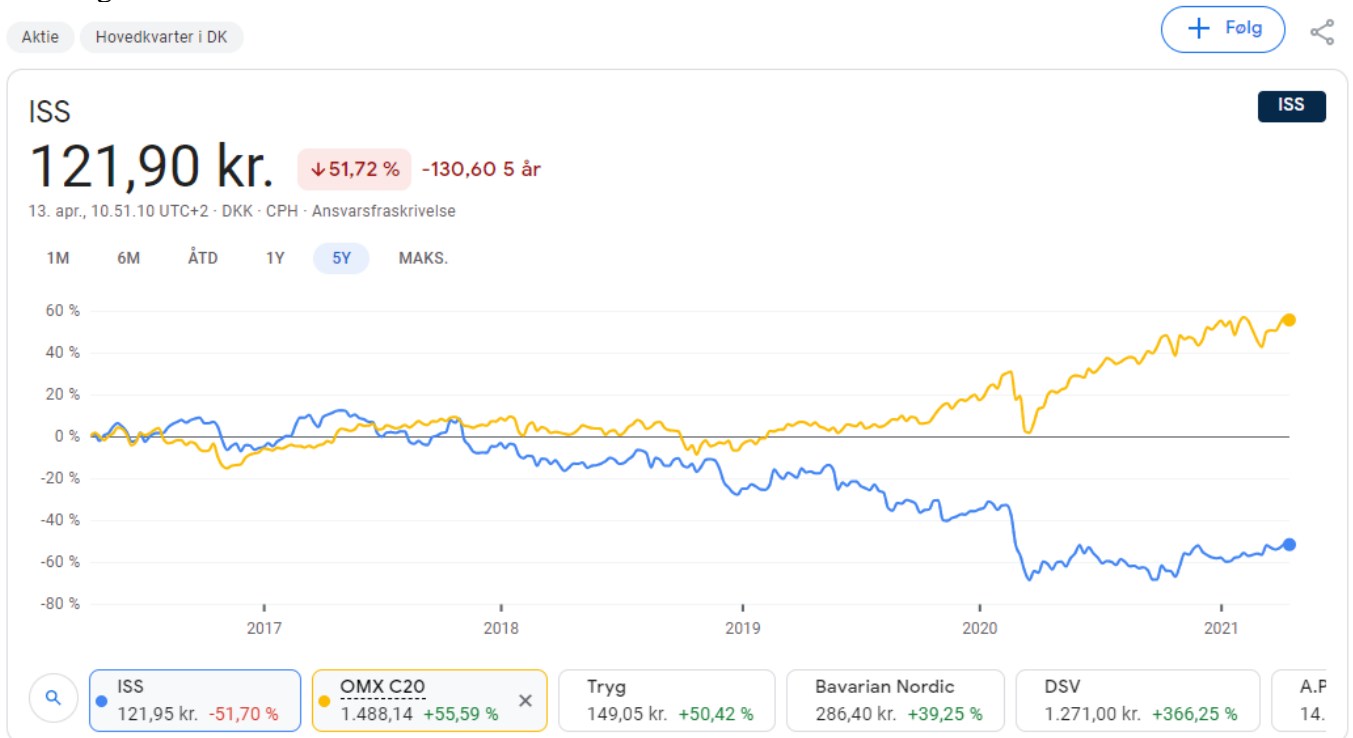 Aktie Hovedkvarter i DK + Følg
ISS ISS
121,90 kr. ↓51,72 % -130,60 5 år
13. apr., 10.51.10 UTC+2 · DKK · CPH · Ansvarsfraskrivelse
1M 6M ÅTD 1Y 5Y MAKS.
60 %
40 %
20 %
0 %
-20 %
-40 %
-60 %
-80 %
2017 2018 2019 2020 2021
ISS OMX C20 Tryg Bavarian Nordic DSV A.P
121,95 kr. -51,70 % 1.488,14 +55,59 % × 149,05 kr. +50,42 % 286,40 kr. +39,25 % 1.271,00 kr. +366,25 % 14.